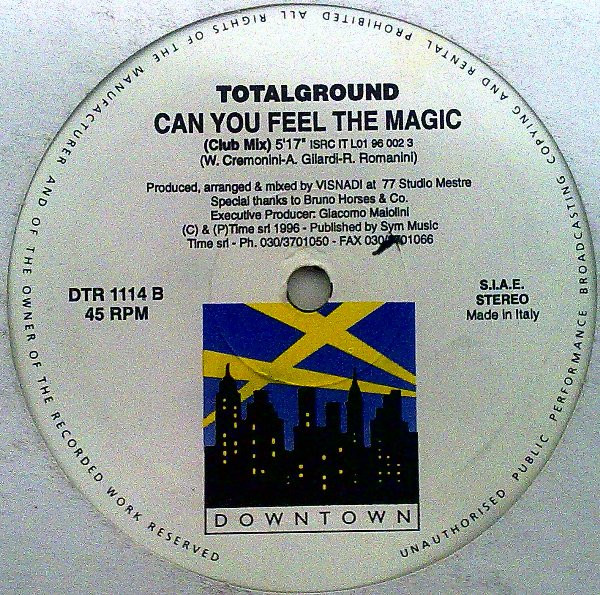 TOTALGROUND
CAN YOU FEEL THE MAGIC
(Club Mix) 5'17" ISRC IT L01 96 002 3
(W. Cremonini-A. Gilardi-R. Romanini)
Produced, arranged & mixed by VISNADI at 77 Studio Mestre
Special thanks to Bruno Horses & Co.
Executive Producer: Giacomo Maiolini
(C) & (P)Time srl 1996 - Published by Sym Music
Time srl - Ph. 030/3701050 - FAX 030/3701066
DTR 1114 B
45 RPM
S.I.A.E.
STEREO
Made in Italy
DOWNTOWN
ALL RIGHTS OF THE MANUFACTURER AND OF THE OWNER OF THE RECORDED WORK RESERVED
UNAUTHORISED PUBLIC PERFORMANCE BROADCASTING COPYING AND RENTAL PROHIBITED